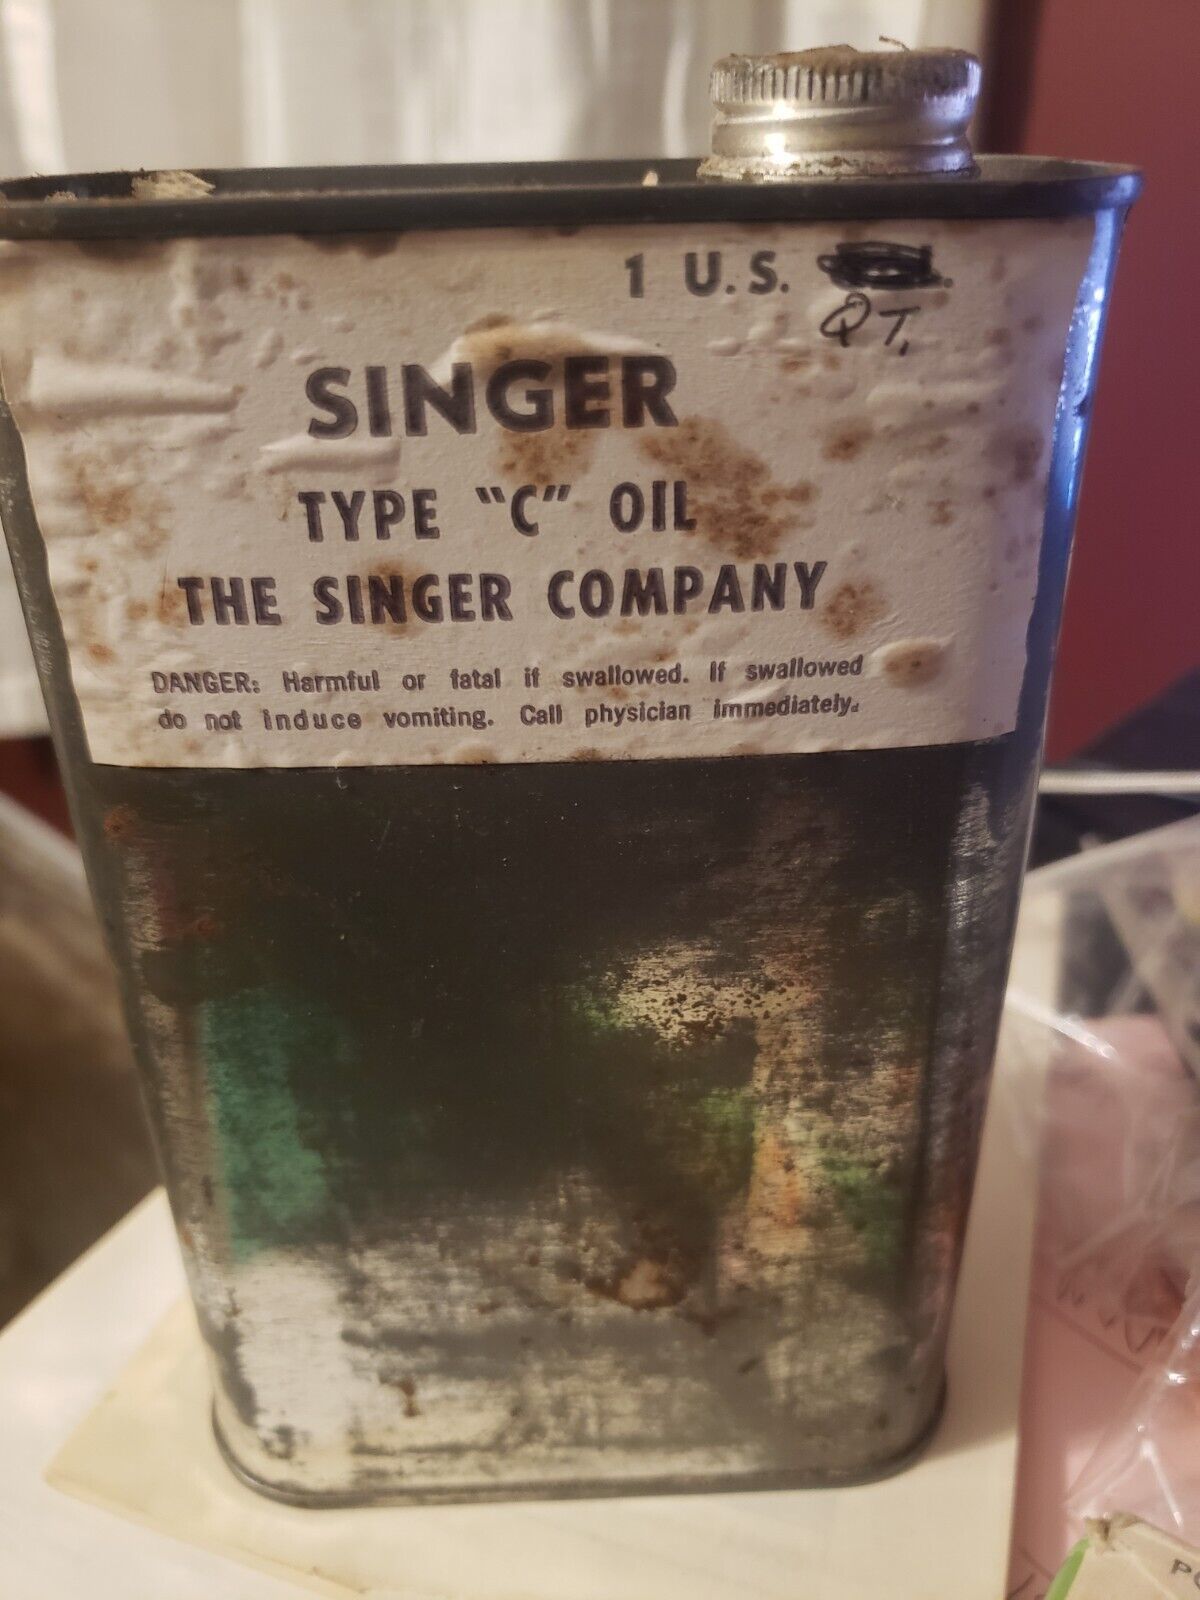 1 U.S.
QT.
SINGER
TYPE "C" OIL
THE SINGER COMPANY
DANGER: Harmful or fatal if swallowed. If swallowed
do not induce vomiting. Call physician immediately.